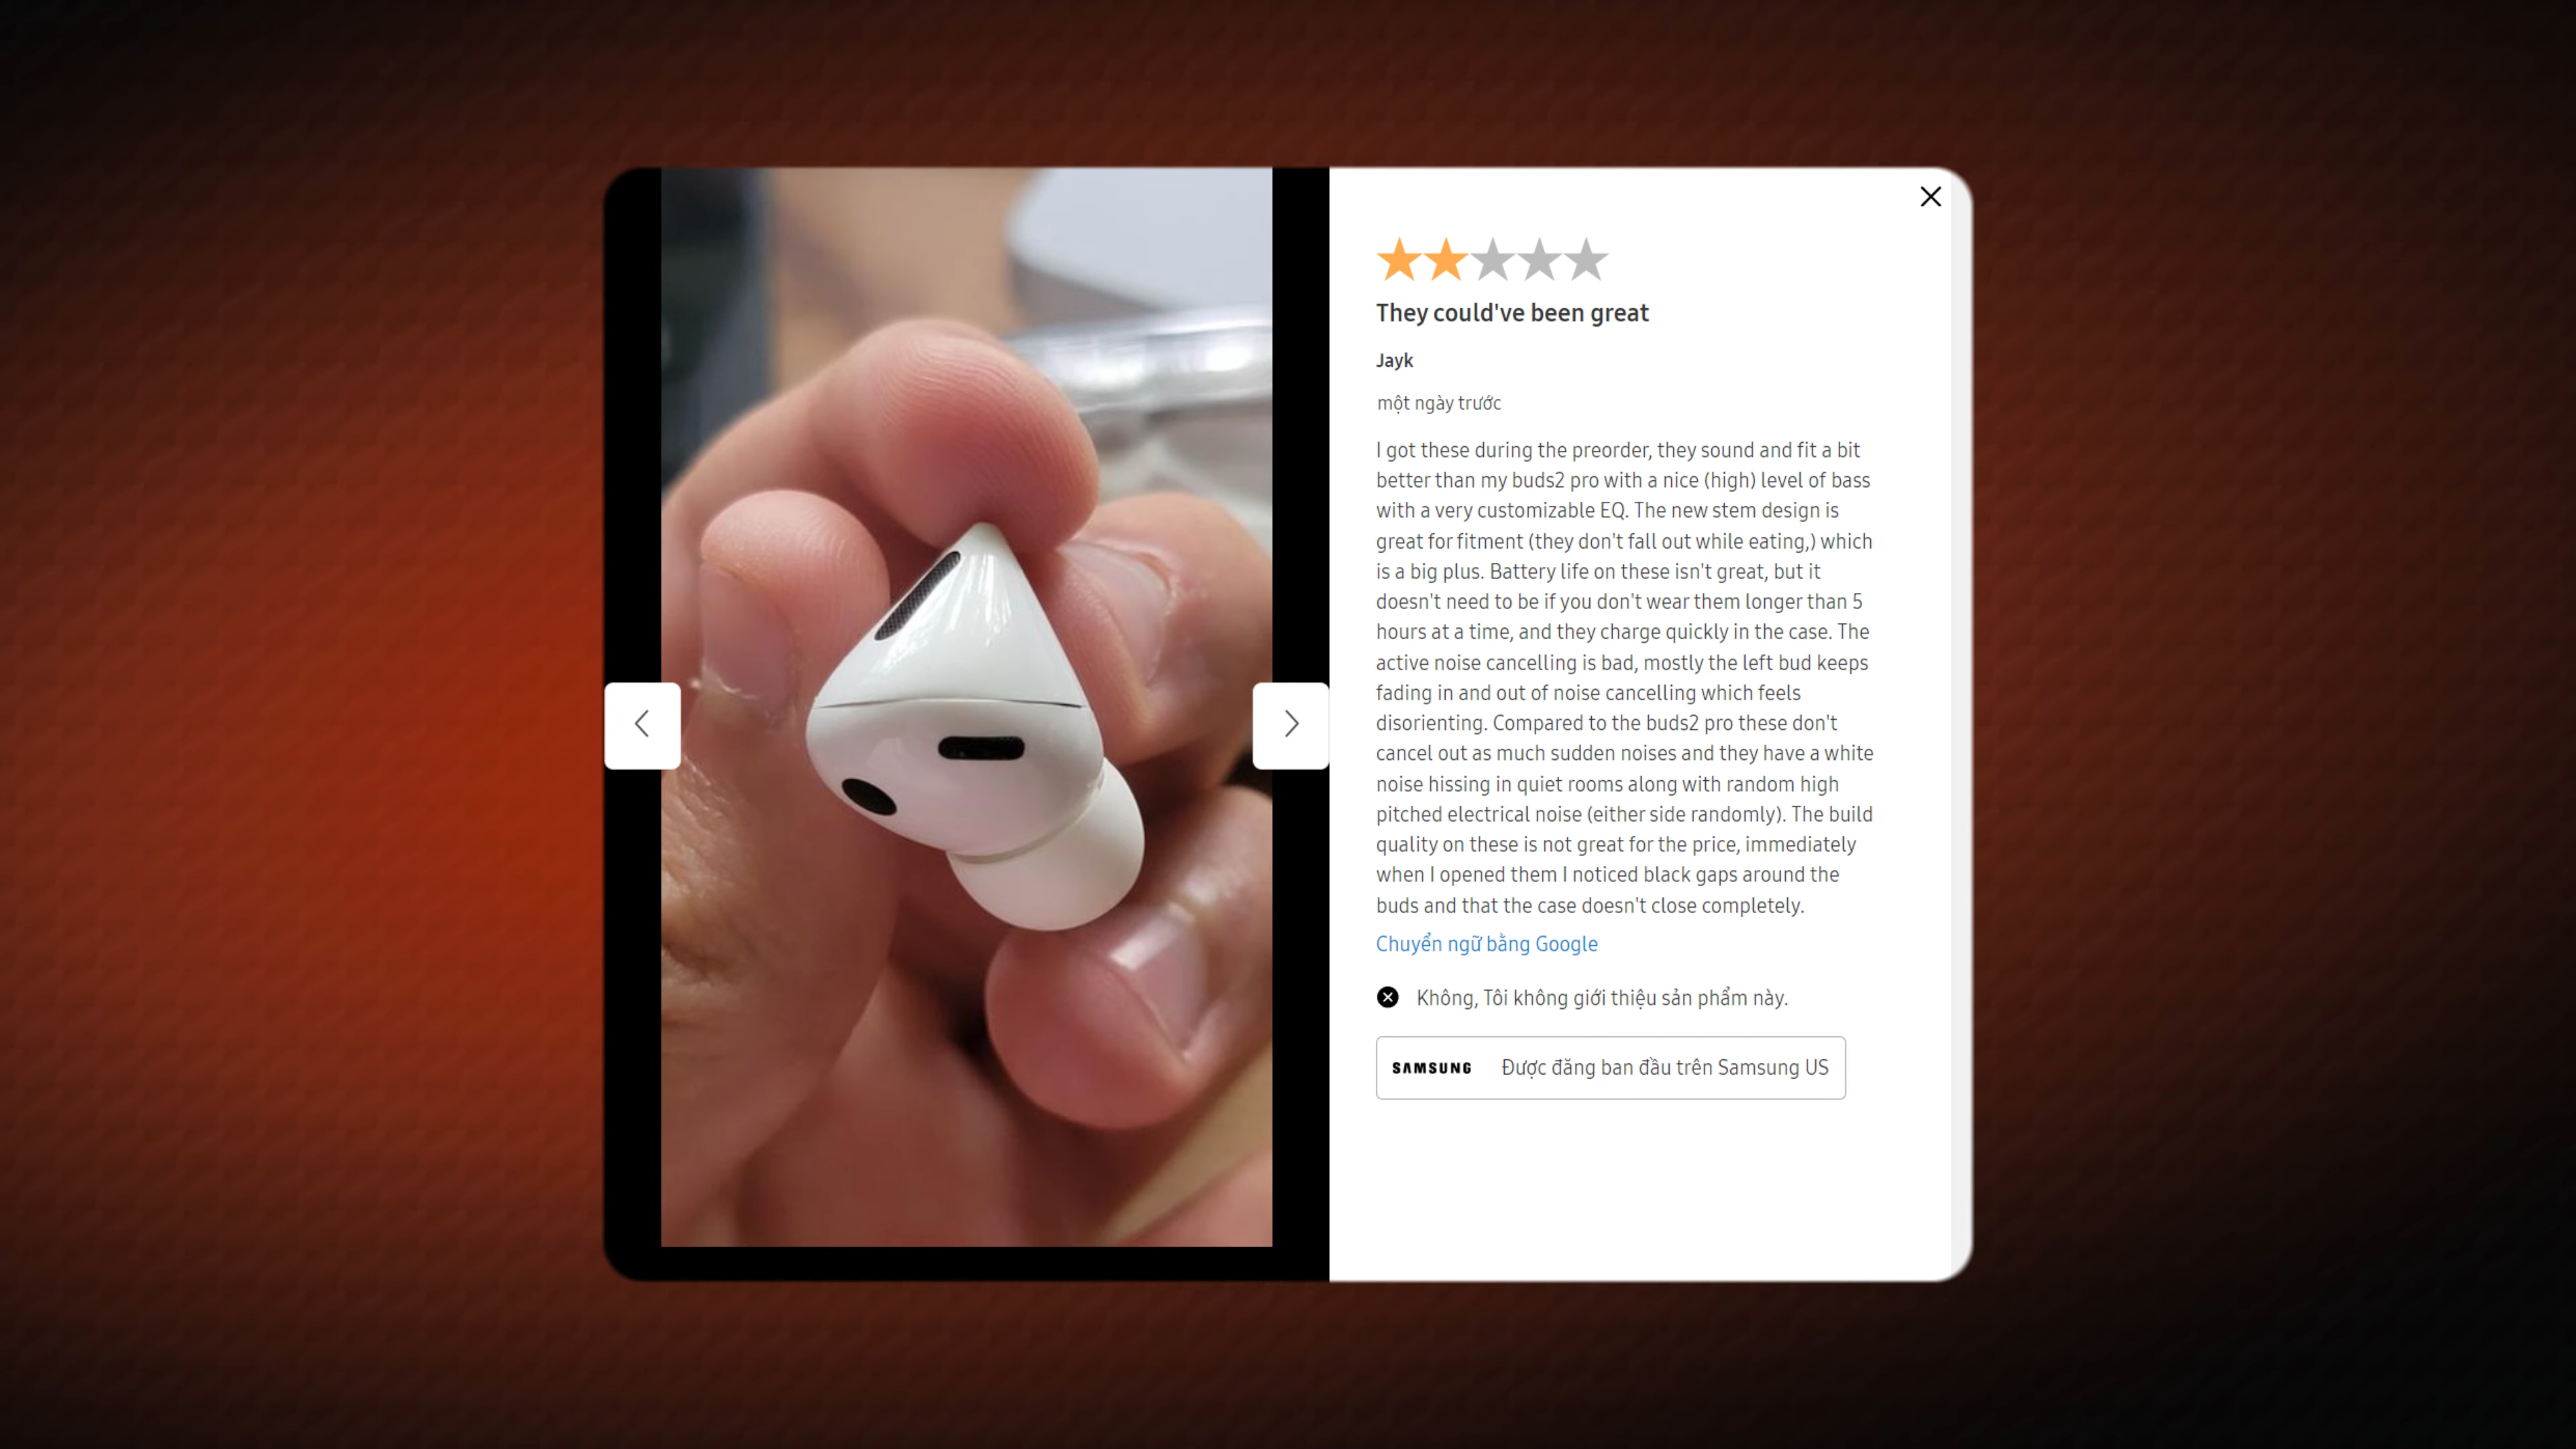 They could've been great
Jayk
một ngày trước
I got these during the preorder, they sound and fit a bit
better than my buds2 pro with a nice (high) level of bass
with a very customizable EQ. The new stem design is
great for fitment (they don't fall out while eating,) which
is a big plus. Battery life on these isn't great, but it
doesn't need to be if you don't wear them longer than 5
hours at a time, and they charge quickly in the case. The
active noise cancelling is bad, mostly the left bud keeps
fading in and out of noise cancelling which feels
disorienting. Compared to the buds2 pro these don't
cancel out as much sudden noises and they have a white
noise hissing in quiet rooms along with random high
pitched electrical noise (either side randomly). The build
quality on these is not great for the price, immediately
when I opened them I noticed black gaps around the
buds and that the case doesn't close completely.
Chuyển ngữ bằng Google
Không, Tôi không giới thiệu sản phẩm này.
SAMSUNG Được đăng ban đầu trên Samsung US